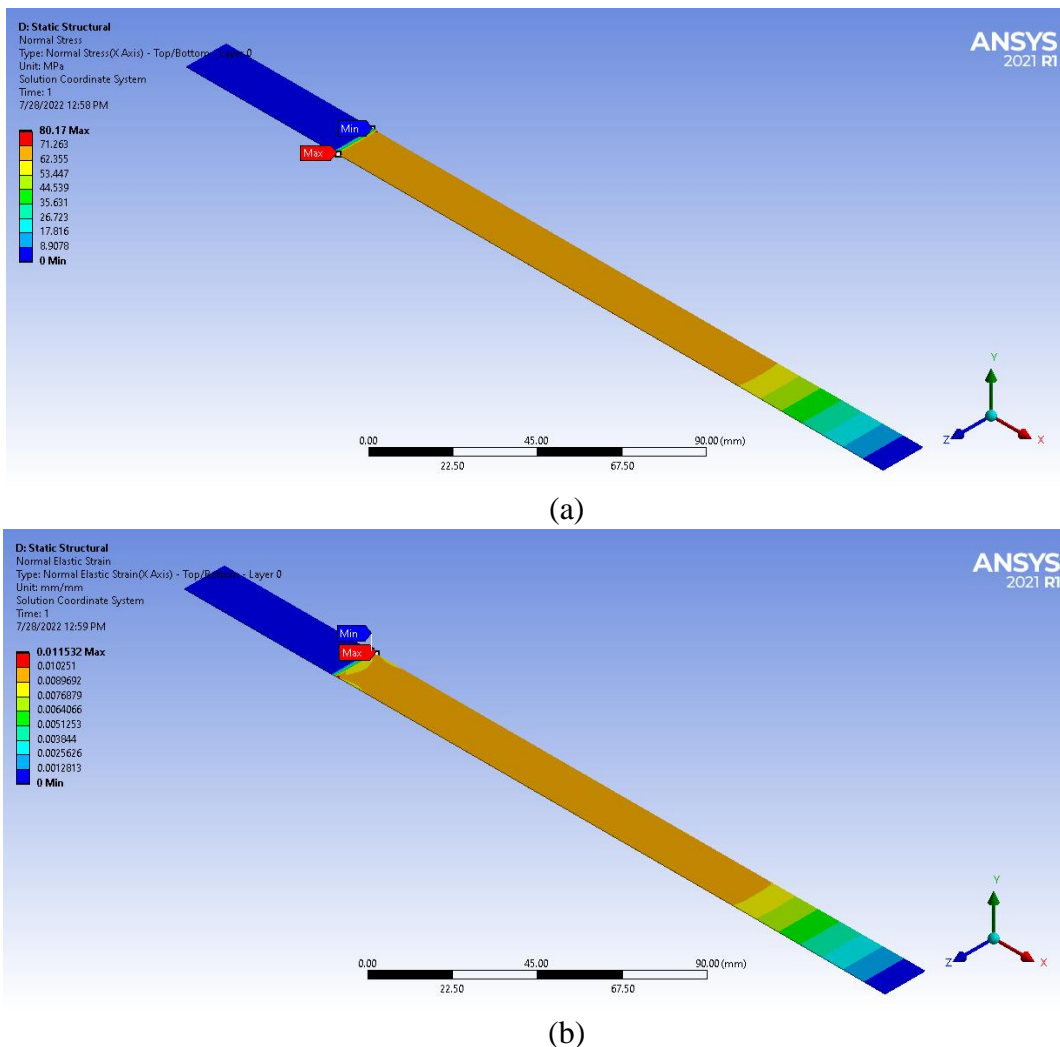 D: Static Structural
Normal Stress
Type: Normal Stress(X Axis) - Top/Bottom - Layer 0
Unit: MPa
Solution Coordinate System
Time: 1
7/28/2022 12:58 PM
ANSYS
2021 R1
80.17 Max
71.263
62.355
53.447
44.539
35.631
26.723
17.816
8.9078
0 Min
Min
Max
0.00
45.00
90.00 (mm)
22.50
67.50
Y
Z
X
(a)
D: Static Structural
Normal Elastic Strain
Type: Normal Elastic Strain(X Axis) - Top/Bottom - Layer 0
Unit: mm/mm
Solution Coordinate System
Time: 1
7/28/2022 12:59 PM
ANSYS
2021 R1
0.011532 Max
0.010251
0.0089692
0.0076879
0.0064066
0.0051253
0.003844
0.0025626
0.0012813
0 Min
Min
Max
0.00
45.00
90.00 (mm)
22.50
67.50
Y
Z
X
(b)